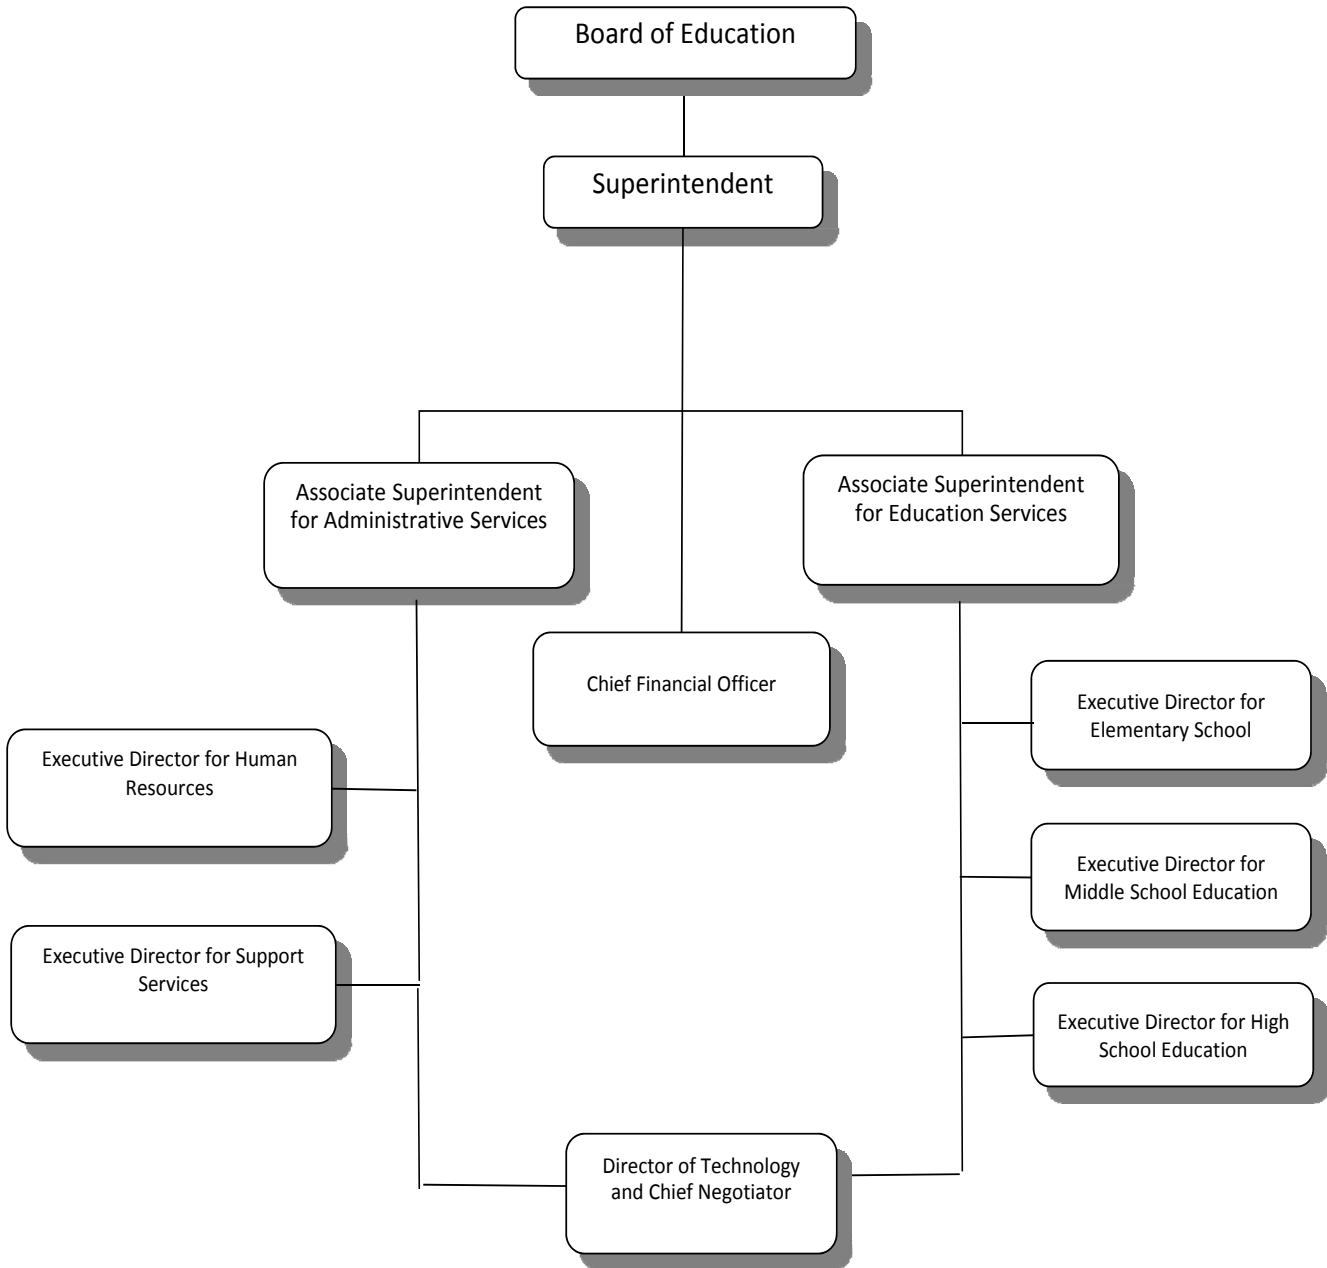 Board of Education
Superintendent
Associate Superintendent
for Administrative Services
Associate Superintendent
for Education Services
Chief Financial Officer
Executive Director for Human
Resources
Executive Director for Support
Services
Executive Director for
Elementary School
Executive Director for
Middle School Education
Executive Director for High
School Education
Director of Technology
and Chief Negotiator